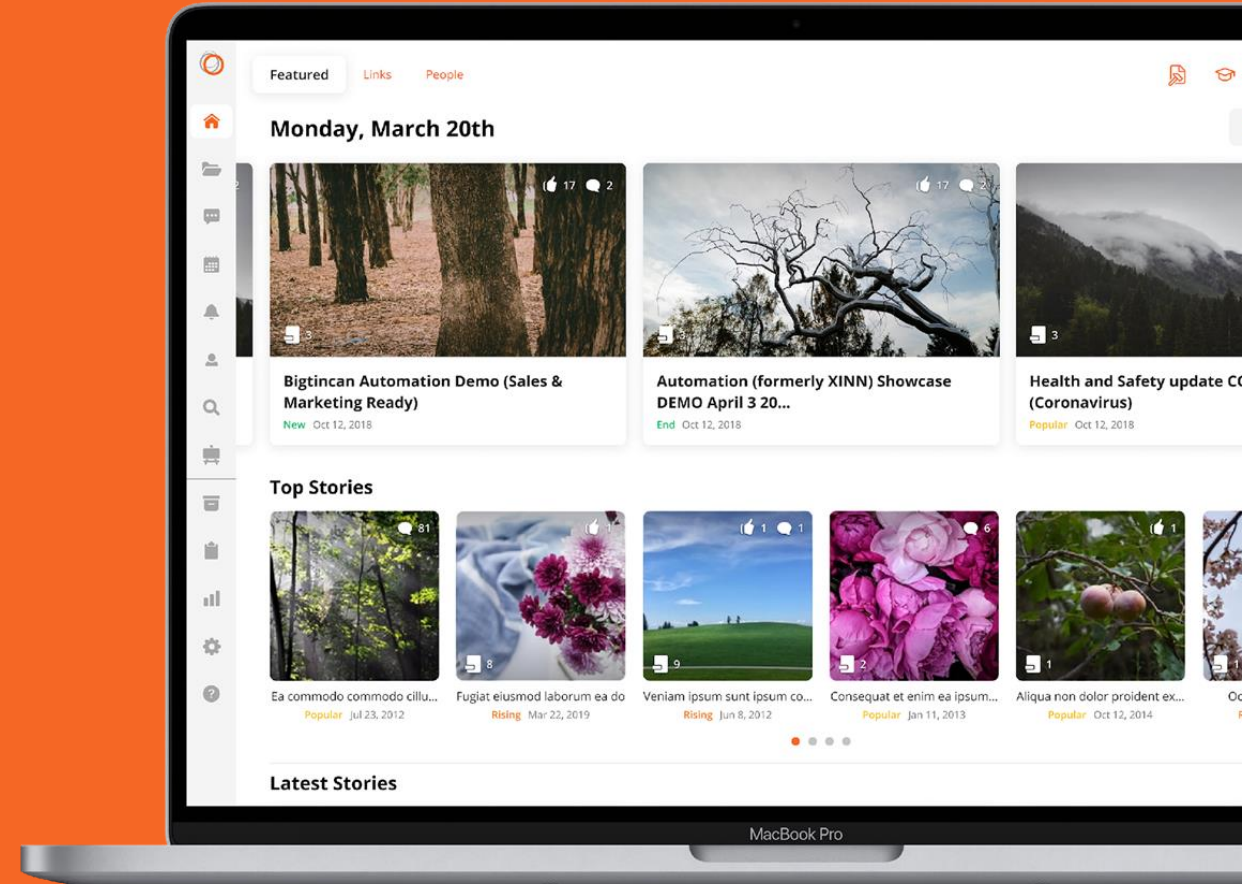 Featured Links People
Monday, March 20th
17 2
17 2
2
3
3
3
Bigtincan Automation Demo (Sales &
Marketing Ready)
New Oct 12, 2018
Automation (formerly XINN) Showcase
DEMO April 3 20...
End Oct 12, 2018
Health and Safety update
(Coronavirus)
Popular Oct 12, 2018
Top Stories
81
1
1 1
6
1
8
9
2
1
1
Ea commodo commodo cillu...
Popular Jul 23, 2012
Fugiat eiusmod laborum ea do
Rising Mar 22, 2019
Veniam ipsum sunt ipsum co...
Rising Jun 8, 2012
Consequat et enim ea ipsum...
Popular Jan 11, 2013
Aliqua non dolor proident ex...
Popular Oct 12, 2014
Latest Stories
MacBook Pro